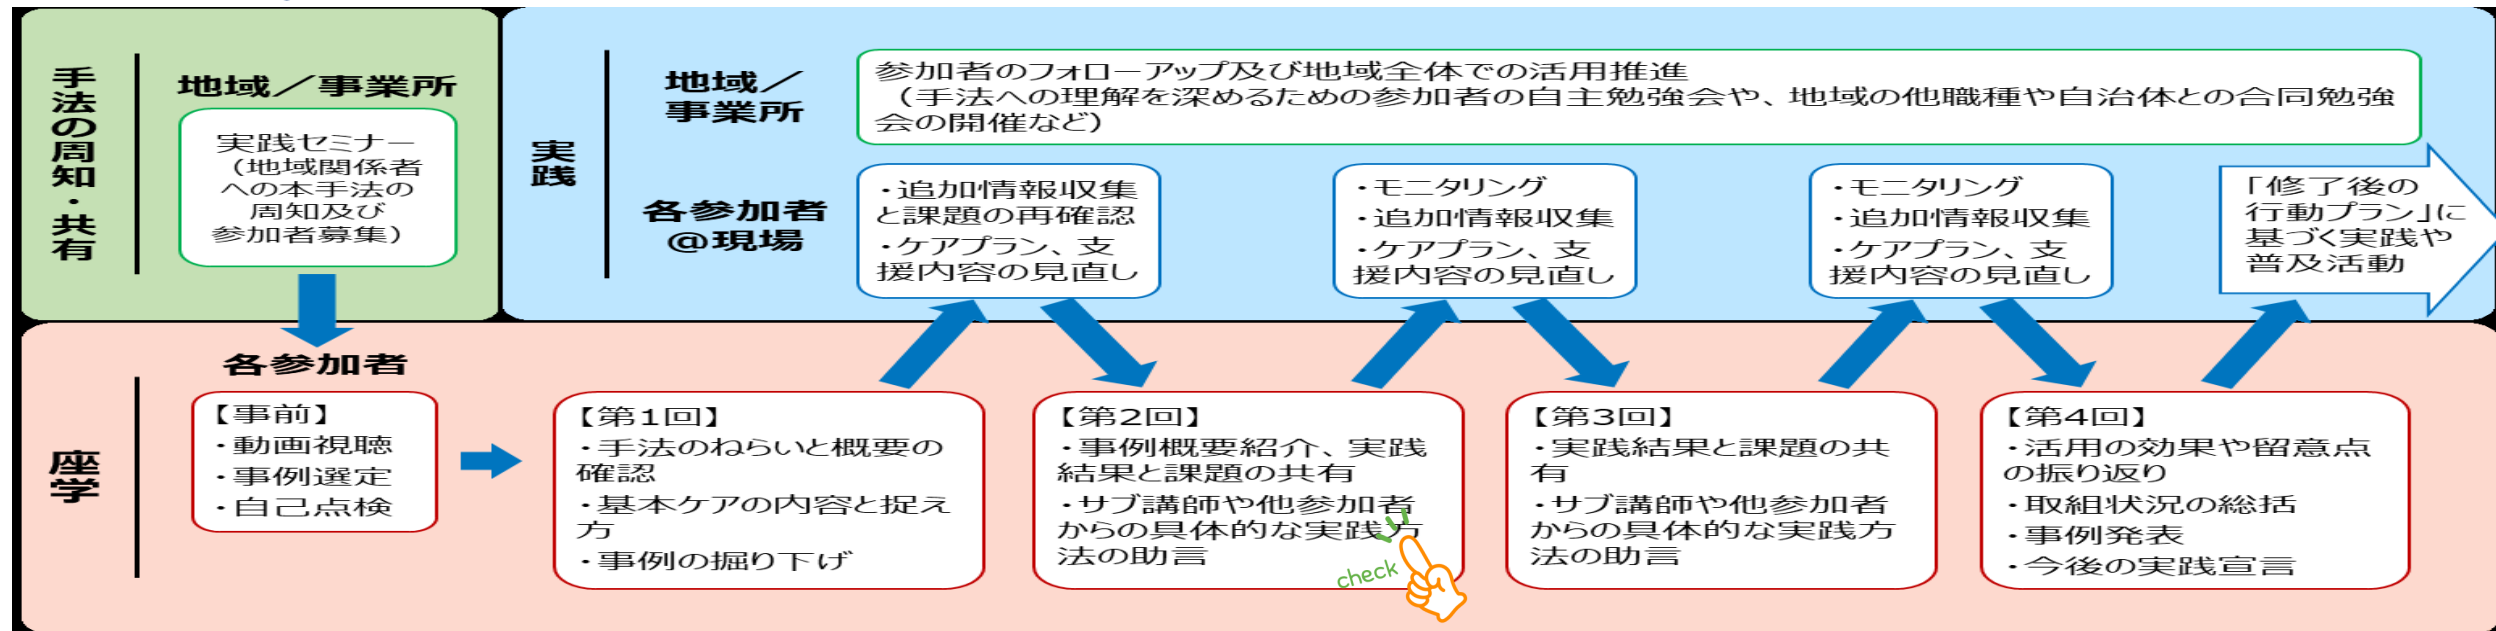 手法の周知・共有
地域／事業所
実践セミナー
（地域関係者
への本手法の
周知及び
参加者募集）
実践
地域／
事業所
参加者のフォローアップ及び地域全体での活用推進
（手法への理解を深めるための参加者の自主勉強会や、地域の他職種や自治体との合同勉強
会の開催など）
各参加者
@現場
・追加情報収集
と課題の再確認
・ケアプラン、支
援内容の見直し
・モニタリング
・追加情報収集
・ケアプラン、支
援内容の見直し
・モニタリング
・追加情報収集
・ケアプラン、支
援内容の見直し
「修了後の
行動プラン」に
基づく実践や
普及活動
座学
各参加者
【事前】
・動画視聴
・事例選定
・自己点検
【第1回】
・手法のねらいと概要の
確認
・基本ケアの内容と捉え
方
・事例の掘り下げ
【第2回】
・事例概要紹介、実践
結果と課題の共有
・サブ講師や他参加者
からの具体的な実践方
法の助言
check
【第3回】
・実践結果と課題の共
有
・サブ講師や他参加者
からの具体的な実践方
法の助言
【第4回】
・活用の効果や留意点
の振り返り
・取組状況の総括
・事例発表
・今後の実践宣言